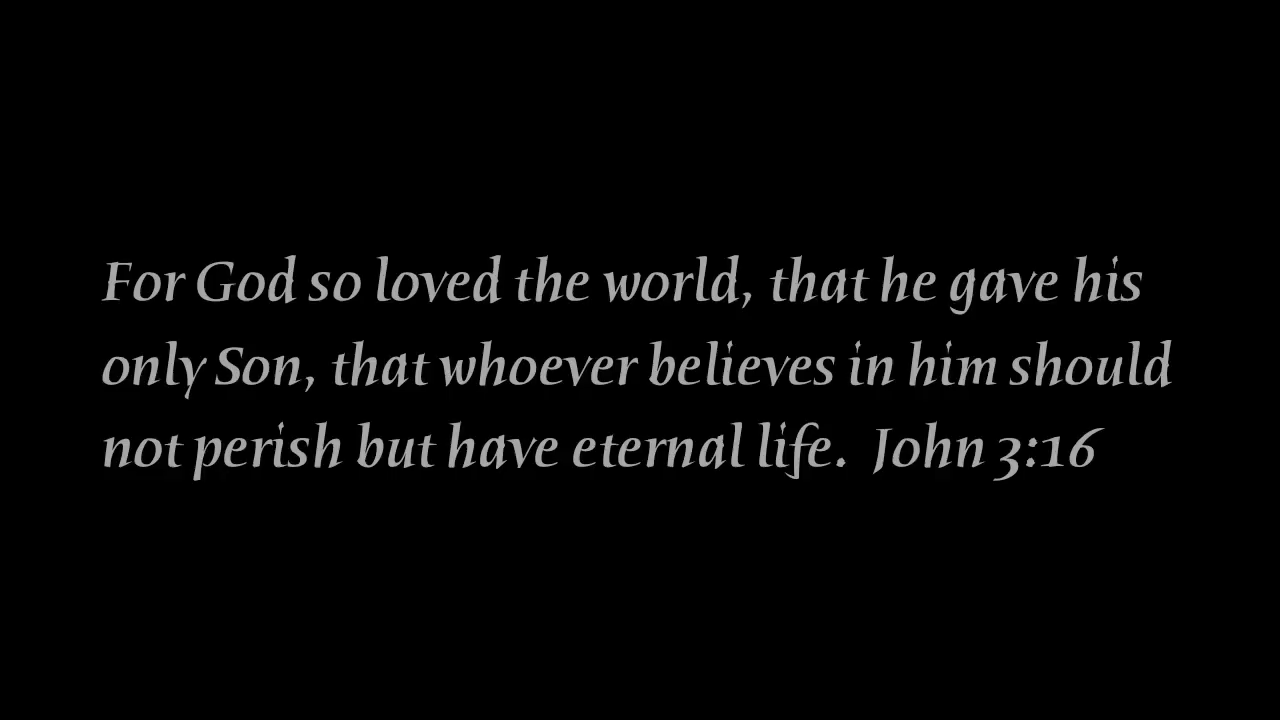 For God so loved the world, that he gave his
only Son, that whoever believes in him should
not perish but have eternal life.  John 3:16